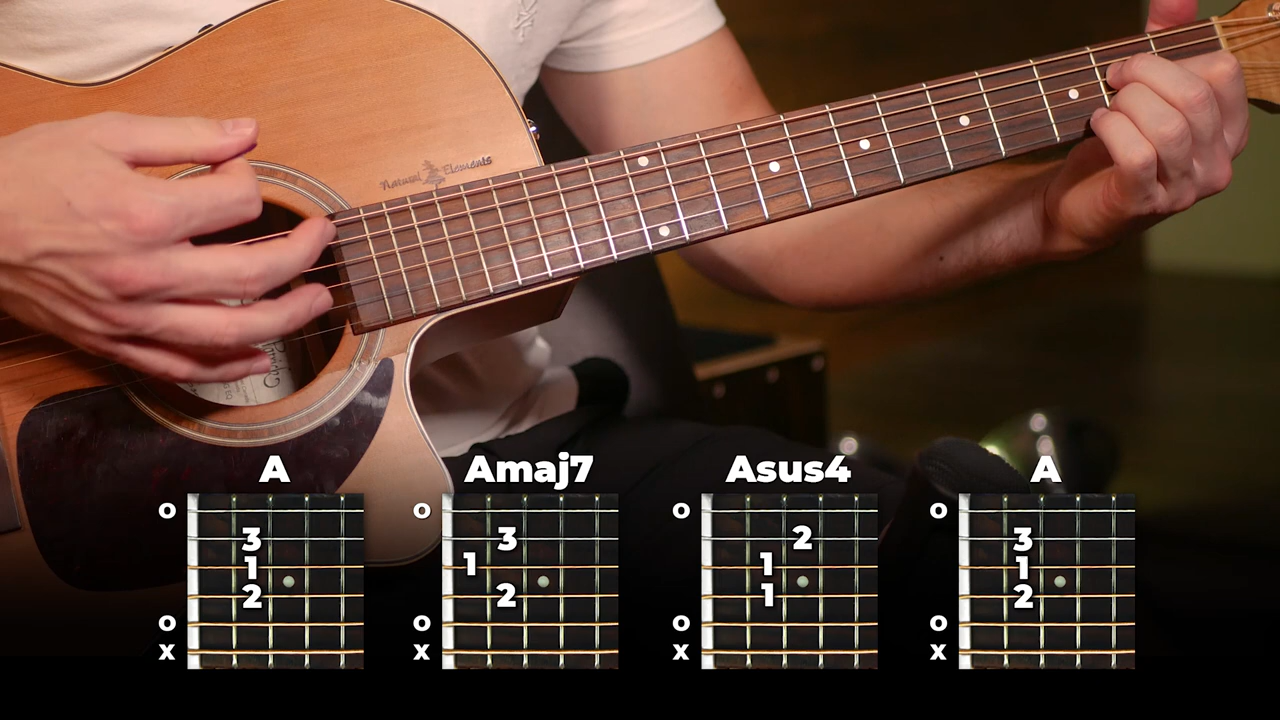 Natural Elements
A Amaj7 Asus4 A
O O O O
3 3 2 3
1 1 1 1
2 2 1 2
O O O O
X X X X